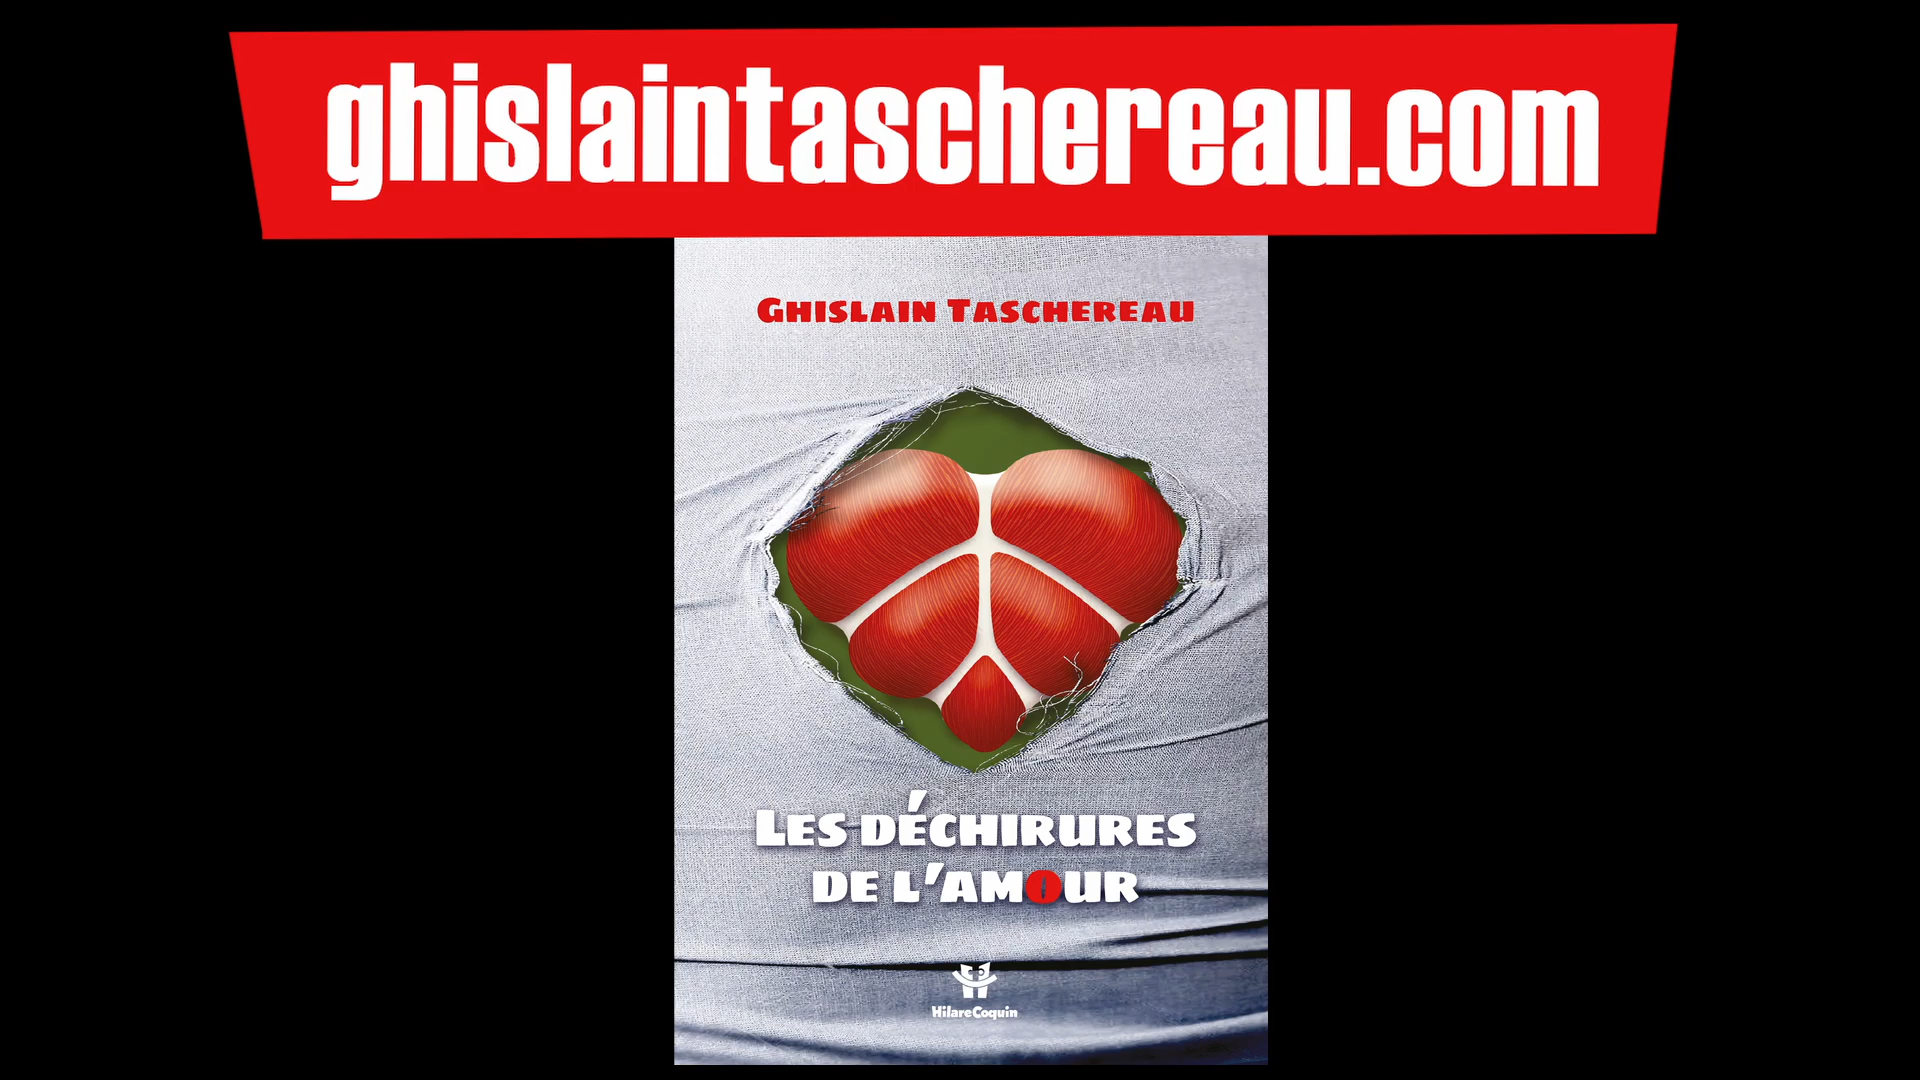 ghislaintaschereau.com
GHISLAIN TASCHEREAU
LES DÉCHIRURES
DE L'AMOUR
HilareCoquin